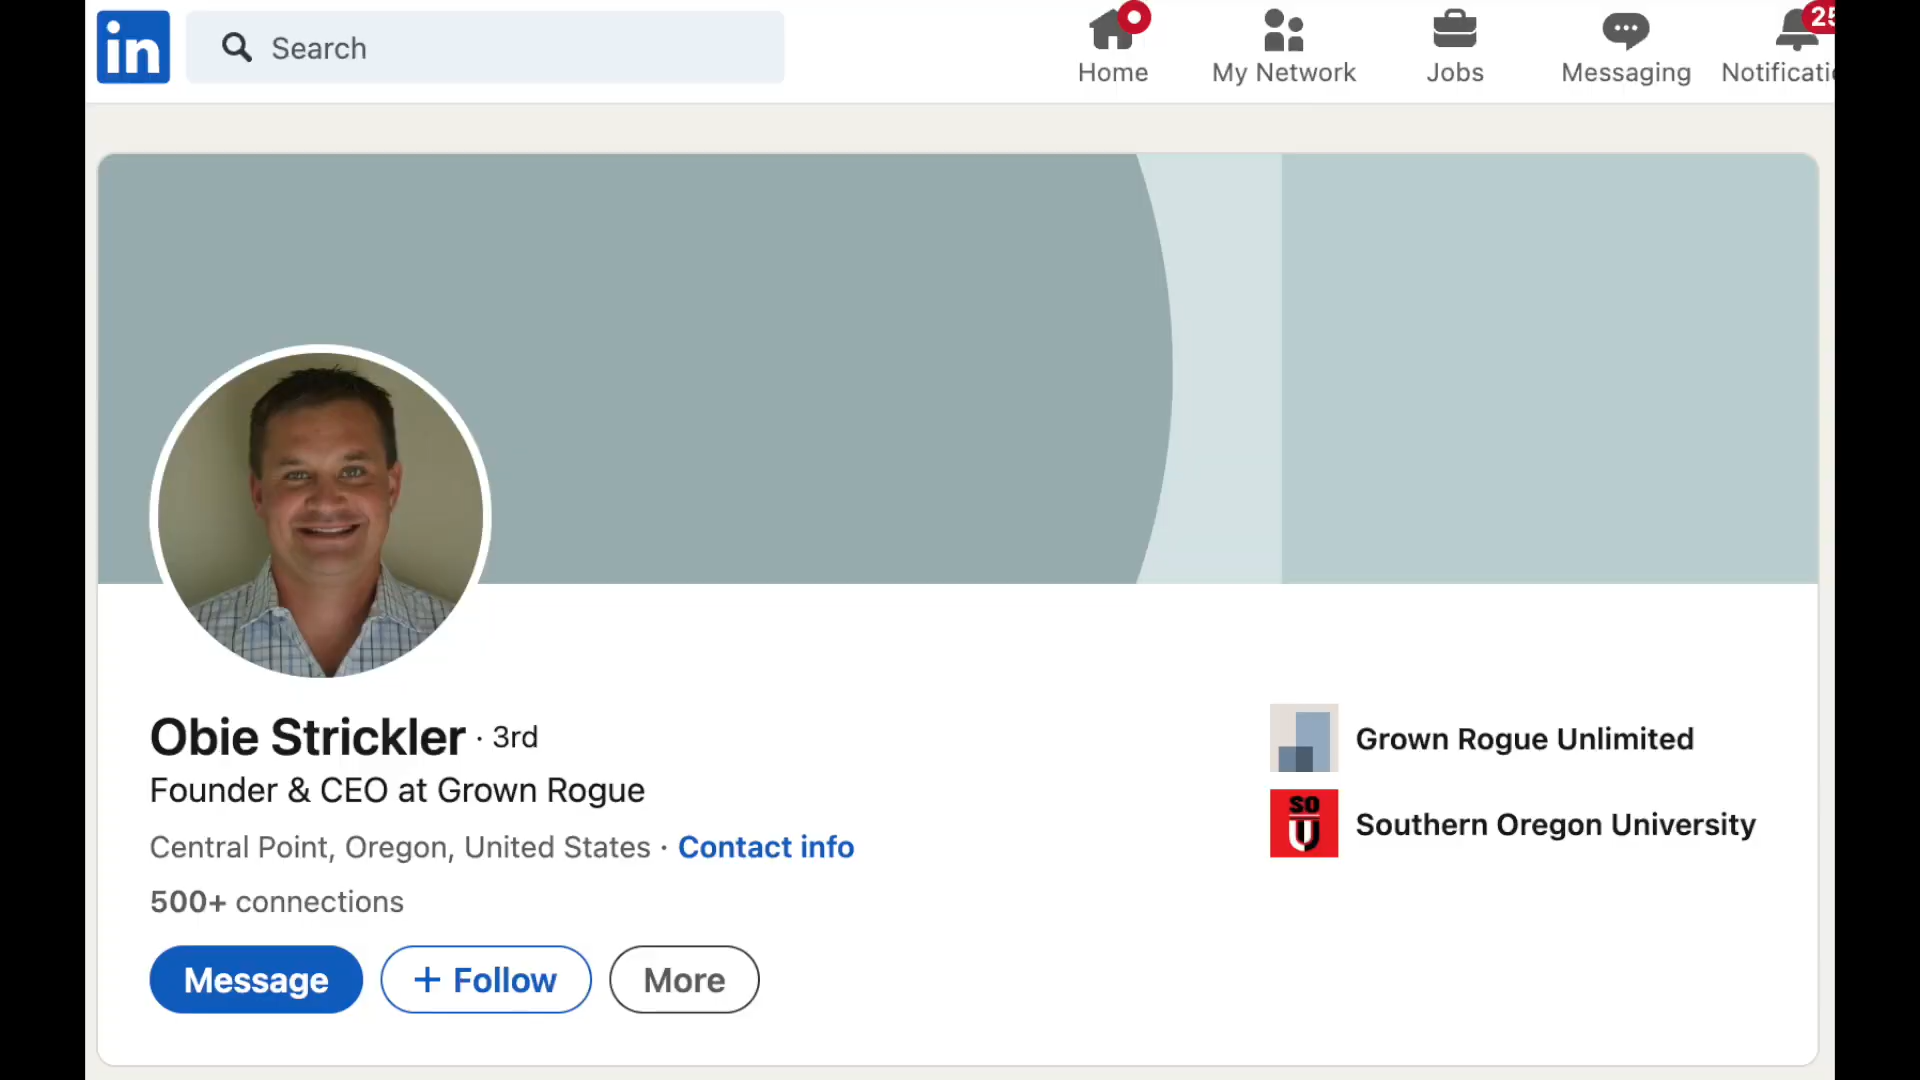 in
Search
Home
My Network
Jobs
Messaging
25
Obie Strickler · 3rd
Founder & CEO at Grown Rogue
Central Point, Oregon, United States · Contact info
500+ connections
Message
+ Follow
More
Grown Rogue Unlimited
SO
U
Southern Oregon University